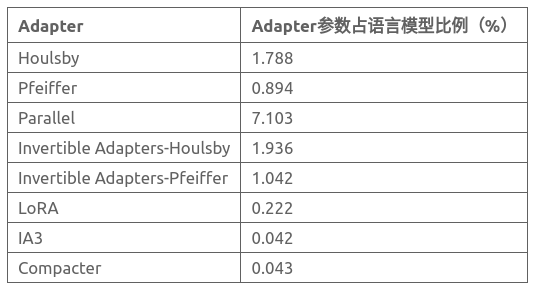 Adapter Adapter参数占语言模型比例（%）
Houlsby 1.788
Pfeiffer 0.894
Parallel 7.103
Invertible Adapters-Houlsby 1.936
Invertible Adapters-Pfeiffer 1.042
LoRA 0.222
IA3 0.042
Compacter 0.043